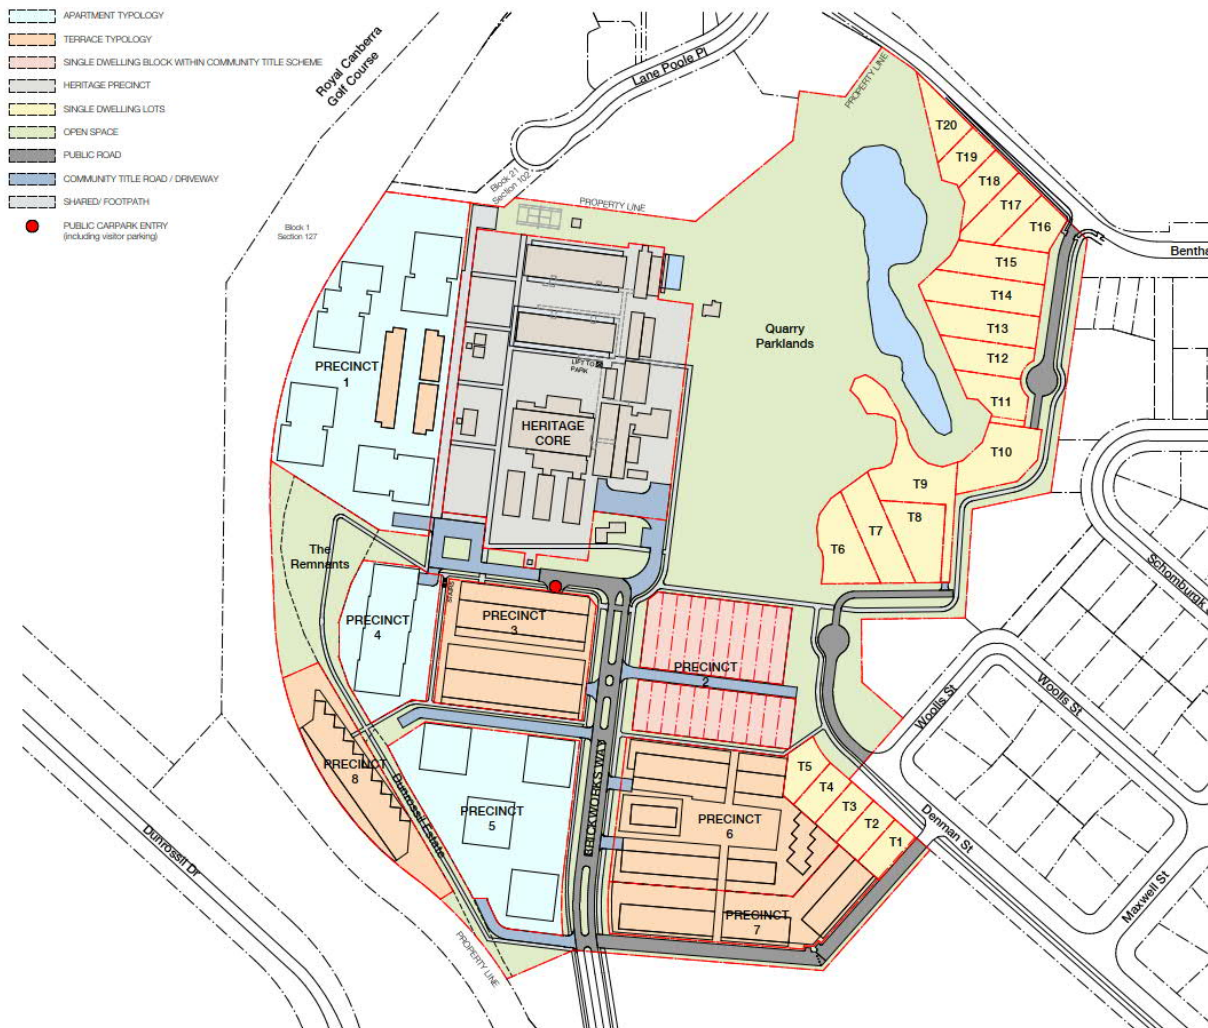 APARTMENT TYPOLOGY
TERRACE TYPOLOGY
SINGLE DWELLING BLOCK WITHIN COMMUNITY TITLE SCHEME
HERITAGE PRECINCT
SINGLE DWELLING LOTS
OPEN SPACE
PUBLIC ROAD
COMMUNITY TITLE ROAD / DRIVEWAY
SHARED/ FOOTPATH
PUBLIC CARPARK ENTRY
(including visitor parking)
Royal Canberra
Golf Course
Lane Poole Pl
PROPERTY LINE
Block 21
Section 102
PROPERTY LINE
Block 1
Section 127
T20
T19
T18
T17
T16
T15
T14
T13
T12
T11
T10
T9
T8
T7
T6
Bentha
Quarry
Parklands
PRECINCT
1
LIFT TO
PARK
HERITAGE
CORE
The
Remnants
STAIRS
PRECINCT
3
PRECINCT
4
PRECINCT
2
Schomburgk
Woolls St
Woolls St
PRECINCT
8
Dunrossil Estate
PRECINCT
5
BRICKWORKS WAY
PRECINCT
6
T5
T4
T3
T2
T1
Denman St
Maxwell St
Dunrossil Dr
PRECINCT
7
PROPERTY LINE